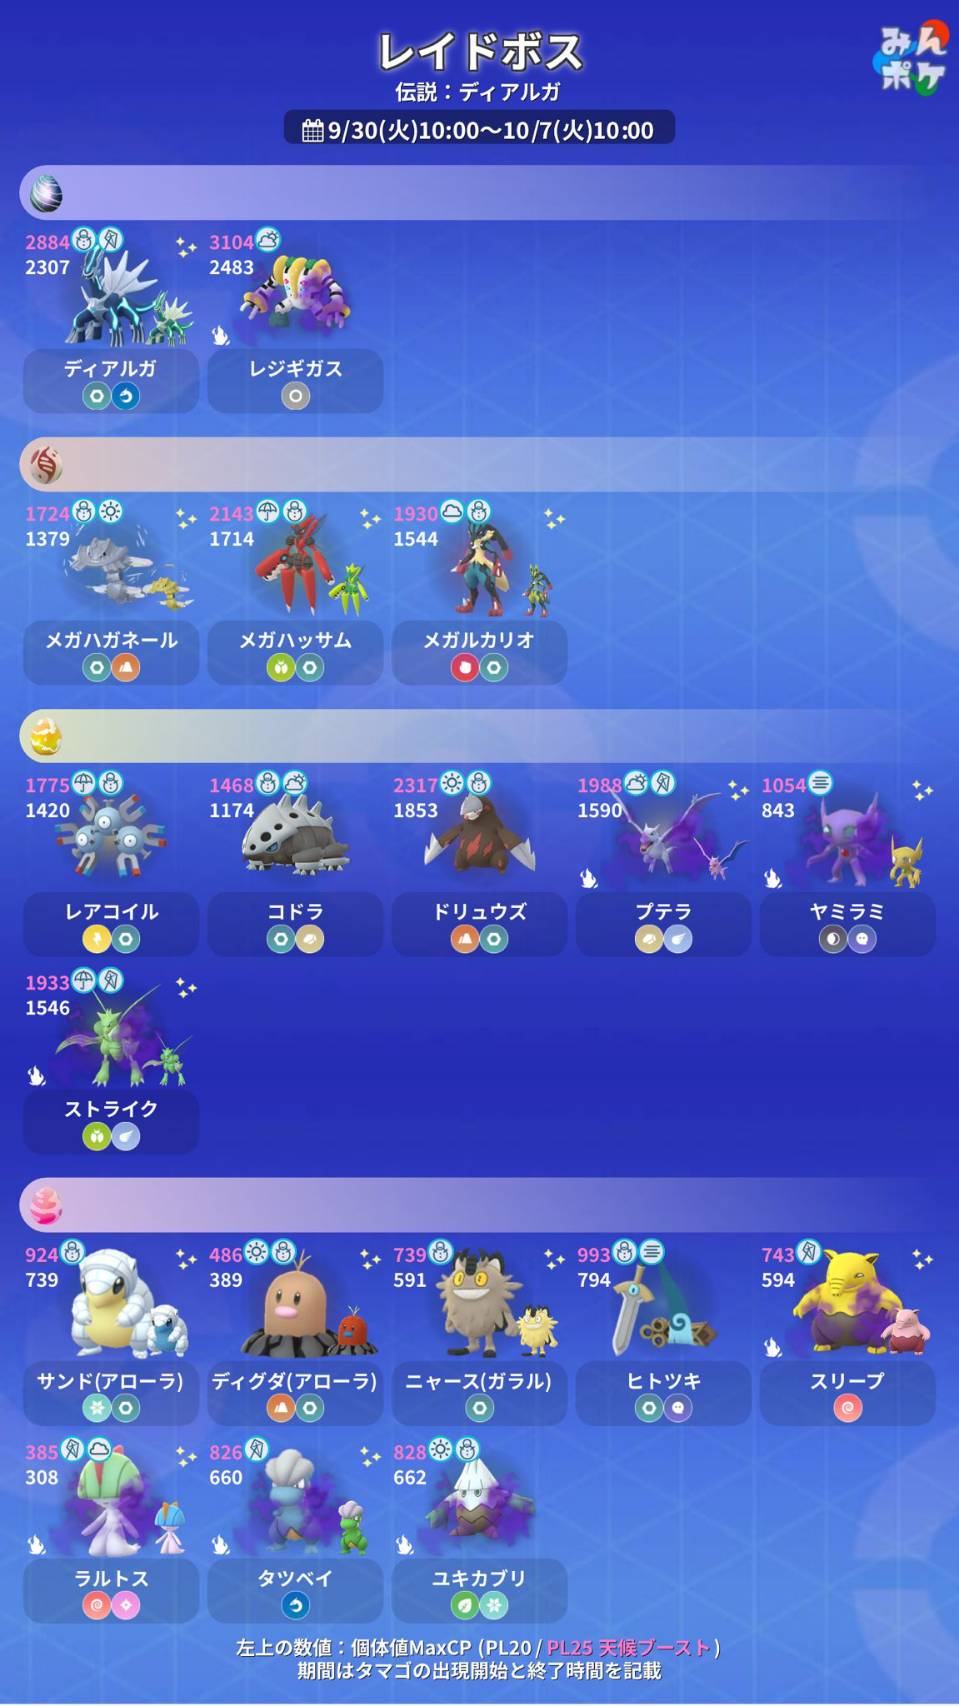 レイドボス
みん
ポケ
伝説：ディアルガ
9/30(火)10:00〜10/7(火)10:00
2884
2307
3104
2483
ディアルガ
レジギガス
1724
1379
2143
1714
1930
1544
メガハガネール
メガハッサム
メガルカリオ
1775
1420
1468
1174
2317
1853
1988
1590
1054
843
レアコイル
コドラ
ドリュウズ
プテラ
ヤミラミ
1933
1546
ストライク
924
739
486
389
739
591
993
794
743
594
サンド(アローラ)
ディグダ(アローラ)
ニャース(ガラル)
ヒトツキ
スリープ
385
308
826
660
828
662
ラルトス
タツベイ
ユキカブリ
左上の数値：個体値MaxCP (PL20 / PL25 天候ブースト)
期間はタマゴの出現開始と終了時間を記載